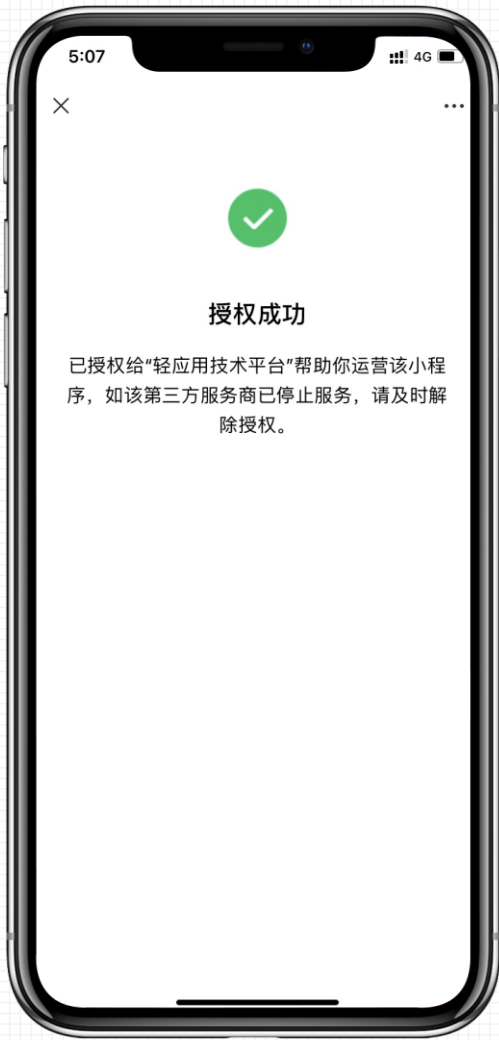 5:07
4G
授权成功
已授权给“轻应用技术平台”帮助你运营该小程
序，如该第三方服务商已停止服务，请及时解
除授权。